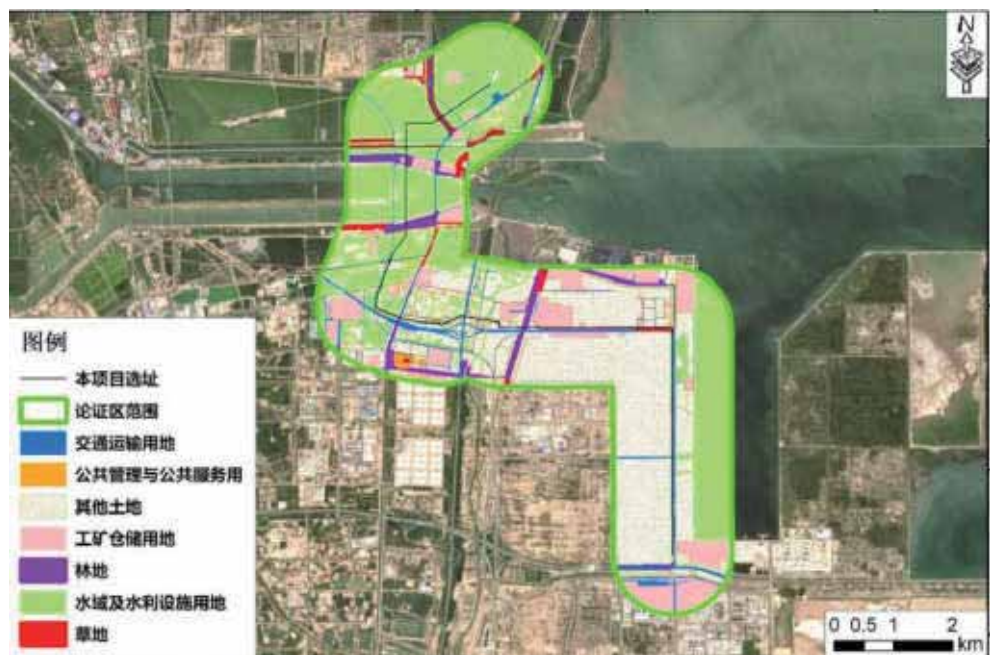 N
图例
本项目选址
论证区范围
交通运输用地
公共管理与公共服务用
其他土地
工矿仓储用地
林地
水域及水利设施用地
草地
0 0.5 1 2
km